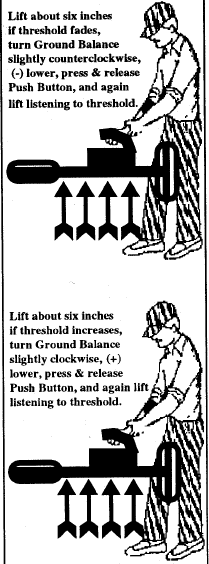 Lift about six inches
if threshold fades,
turn Ground Balance
slightly counterclockwise,
(-) lower, press & release
Push Button, and again
lift listening to threshold.
Lift about six inches
if threshold increases,
turn Ground Balance
slightly clockwise, (+)
lower, press & release
Push Button, and again lift
listening to threshold.